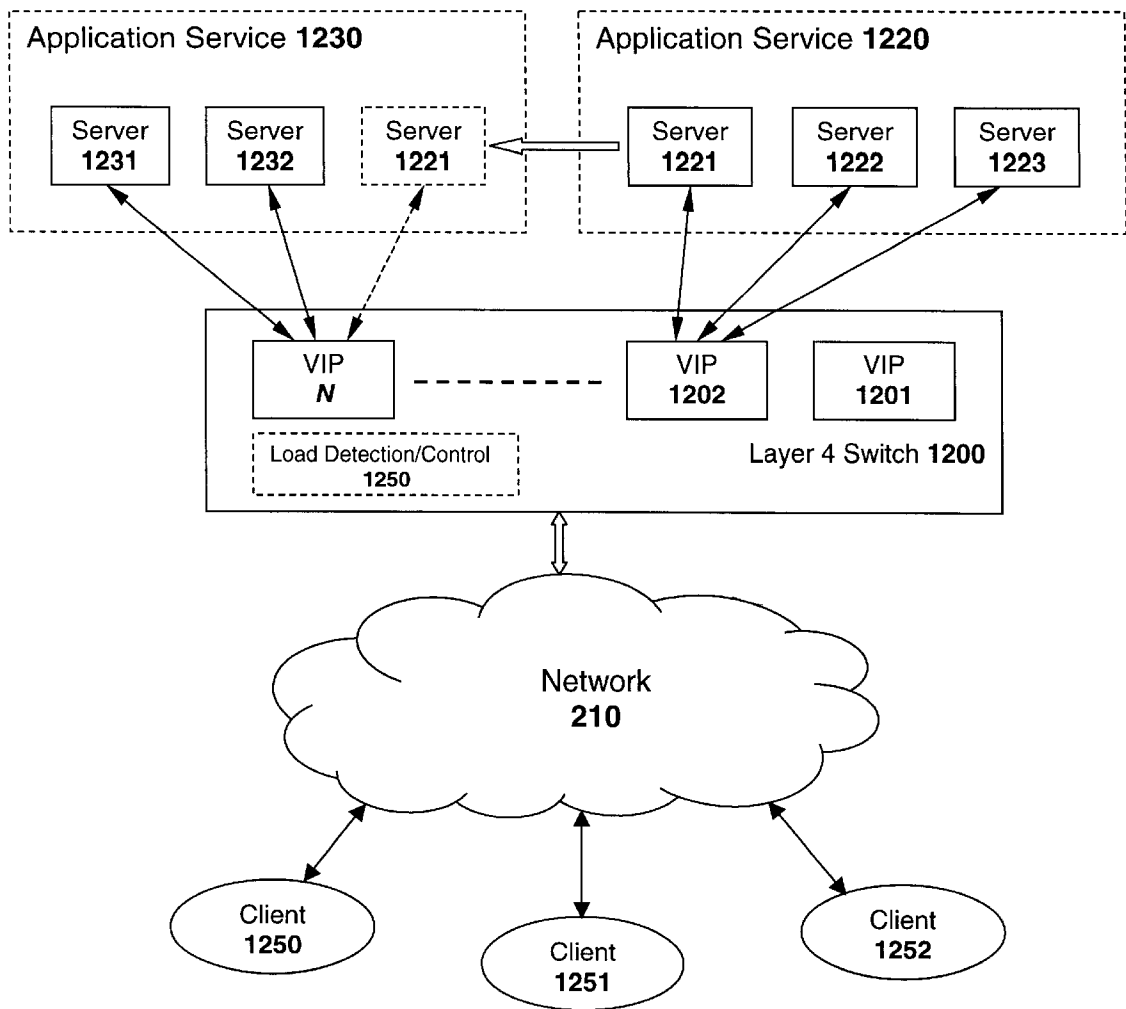 Application Service 1230
Application Service 1220
Server
1231
Server
1232
Server
1221
Server
1221
Server
1222
Server
1223
VIP
N
VIP
1202
VIP
1201
Load Detection/Control
1250
Layer 4 Switch 1200
Network
210
Client
1250
Client
1251
Client
1252